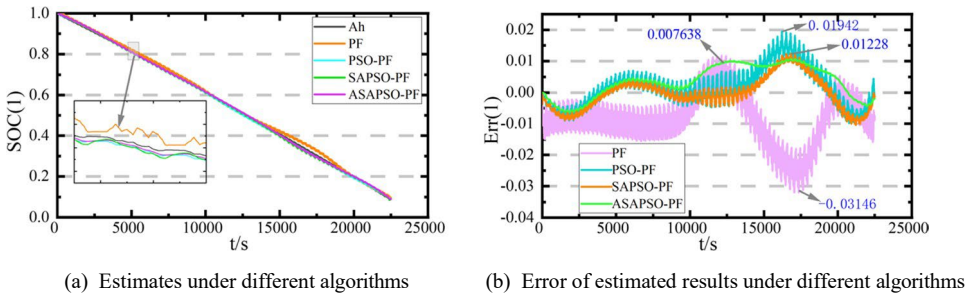 1.0
0.8
0.6
0.4
0.2
0.0
SOC(1)
Ah
PF
PSO-PF
SAPSO-PF
ASAPSO-PF
0 5000 10000 15000 20000 25000
t/s
(a) Estimates under different algorithms
0.02
0.01
0.00
-0.01
-0.02
-0.03
-0.04
Err(1)
0.007638
0.01942
0.01228
-0.03146
PF
PSO-PF
SAPSO-PF
ASAPSO-PF
0 5000 10000 15000 20000 25000
t/s
(b) Error of estimated results under different algorithms